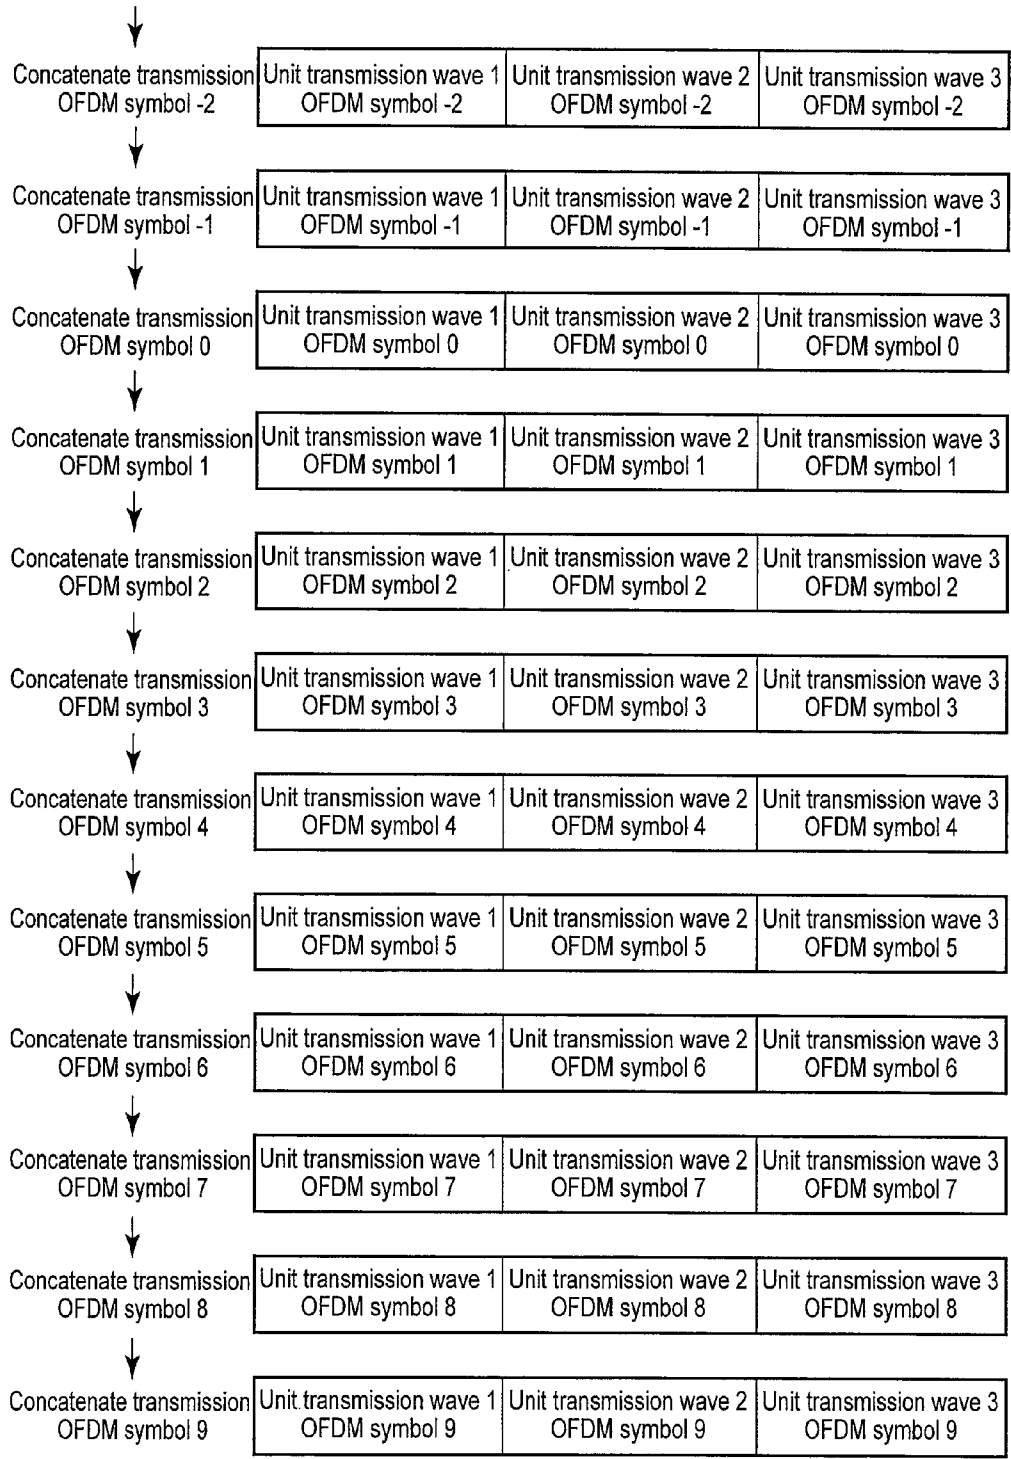 Concatenate transmission
OFDM symbol -2
Unit transmission wave 1
OFDM symbol -2
Unit transmission wave 2
OFDM symbol -2
Unit transmission wave 3
OFDM symbol -2
Concatenate transmission
OFDM symbol -1
Unit transmission wave 1
OFDM symbol -1
Unit transmission wave 2
OFDM symbol -1
Unit transmission wave 3
OFDM symbol -1
Concatenate transmission
OFDM symbol 0
Unit transmission wave 1
OFDM symbol 0
Unit transmission wave 2
OFDM symbol 0
Unit transmission wave 3
OFDM symbol 0
Concatenate transmission
OFDM symbol 1
Unit transmission wave 1
OFDM symbol 1
Unit transmission wave 2
OFDM symbol 1
Unit transmission wave 3
OFDM symbol 1
Concatenate transmission
OFDM symbol 2
Unit transmission wave 1
OFDM symbol 2
Unit transmission wave 2
OFDM symbol 2
Unit transmission wave 3
OFDM symbol 2
Concatenate transmission
OFDM symbol 3
Unit transmission wave 1
OFDM symbol 3
Unit transmission wave 2
OFDM symbol 3
Unit transmission wave 3
OFDM symbol 3
Concatenate transmission
OFDM symbol 4
Unit transmission wave 1
OFDM symbol 4
Unit transmission wave 2
OFDM symbol 4
Unit transmission wave 3
OFDM symbol 4
Concatenate transmission
OFDM symbol 5
Unit transmission wave 1
OFDM symbol 5
Unit transmission wave 2
OFDM symbol 5
Unit transmission wave 3
OFDM symbol 5
Concatenate transmission
OFDM symbol 6
Unit transmission wave 1
OFDM symbol 6
Unit transmission wave 2
OFDM symbol 6
Unit transmission wave 3
OFDM symbol 6
Concatenate transmission
OFDM symbol 7
Unit transmission wave 1
OFDM symbol 7
Unit transmission wave 2
OFDM symbol 7
Unit transmission wave 3
OFDM symbol 7
Concatenate transmission
OFDM symbol 8
Unit transmission wave 1
OFDM symbol 8
Unit transmission wave 2
OFDM symbol 8
Unit transmission wave 3
OFDM symbol 8
Concatenate transmission
OFDM symbol 9
Unit transmission wave 1
OFDM symbol 9
Unit transmission wave 2
OFDM symbol 9
Unit transmission wave 3
OFDM symbol 9